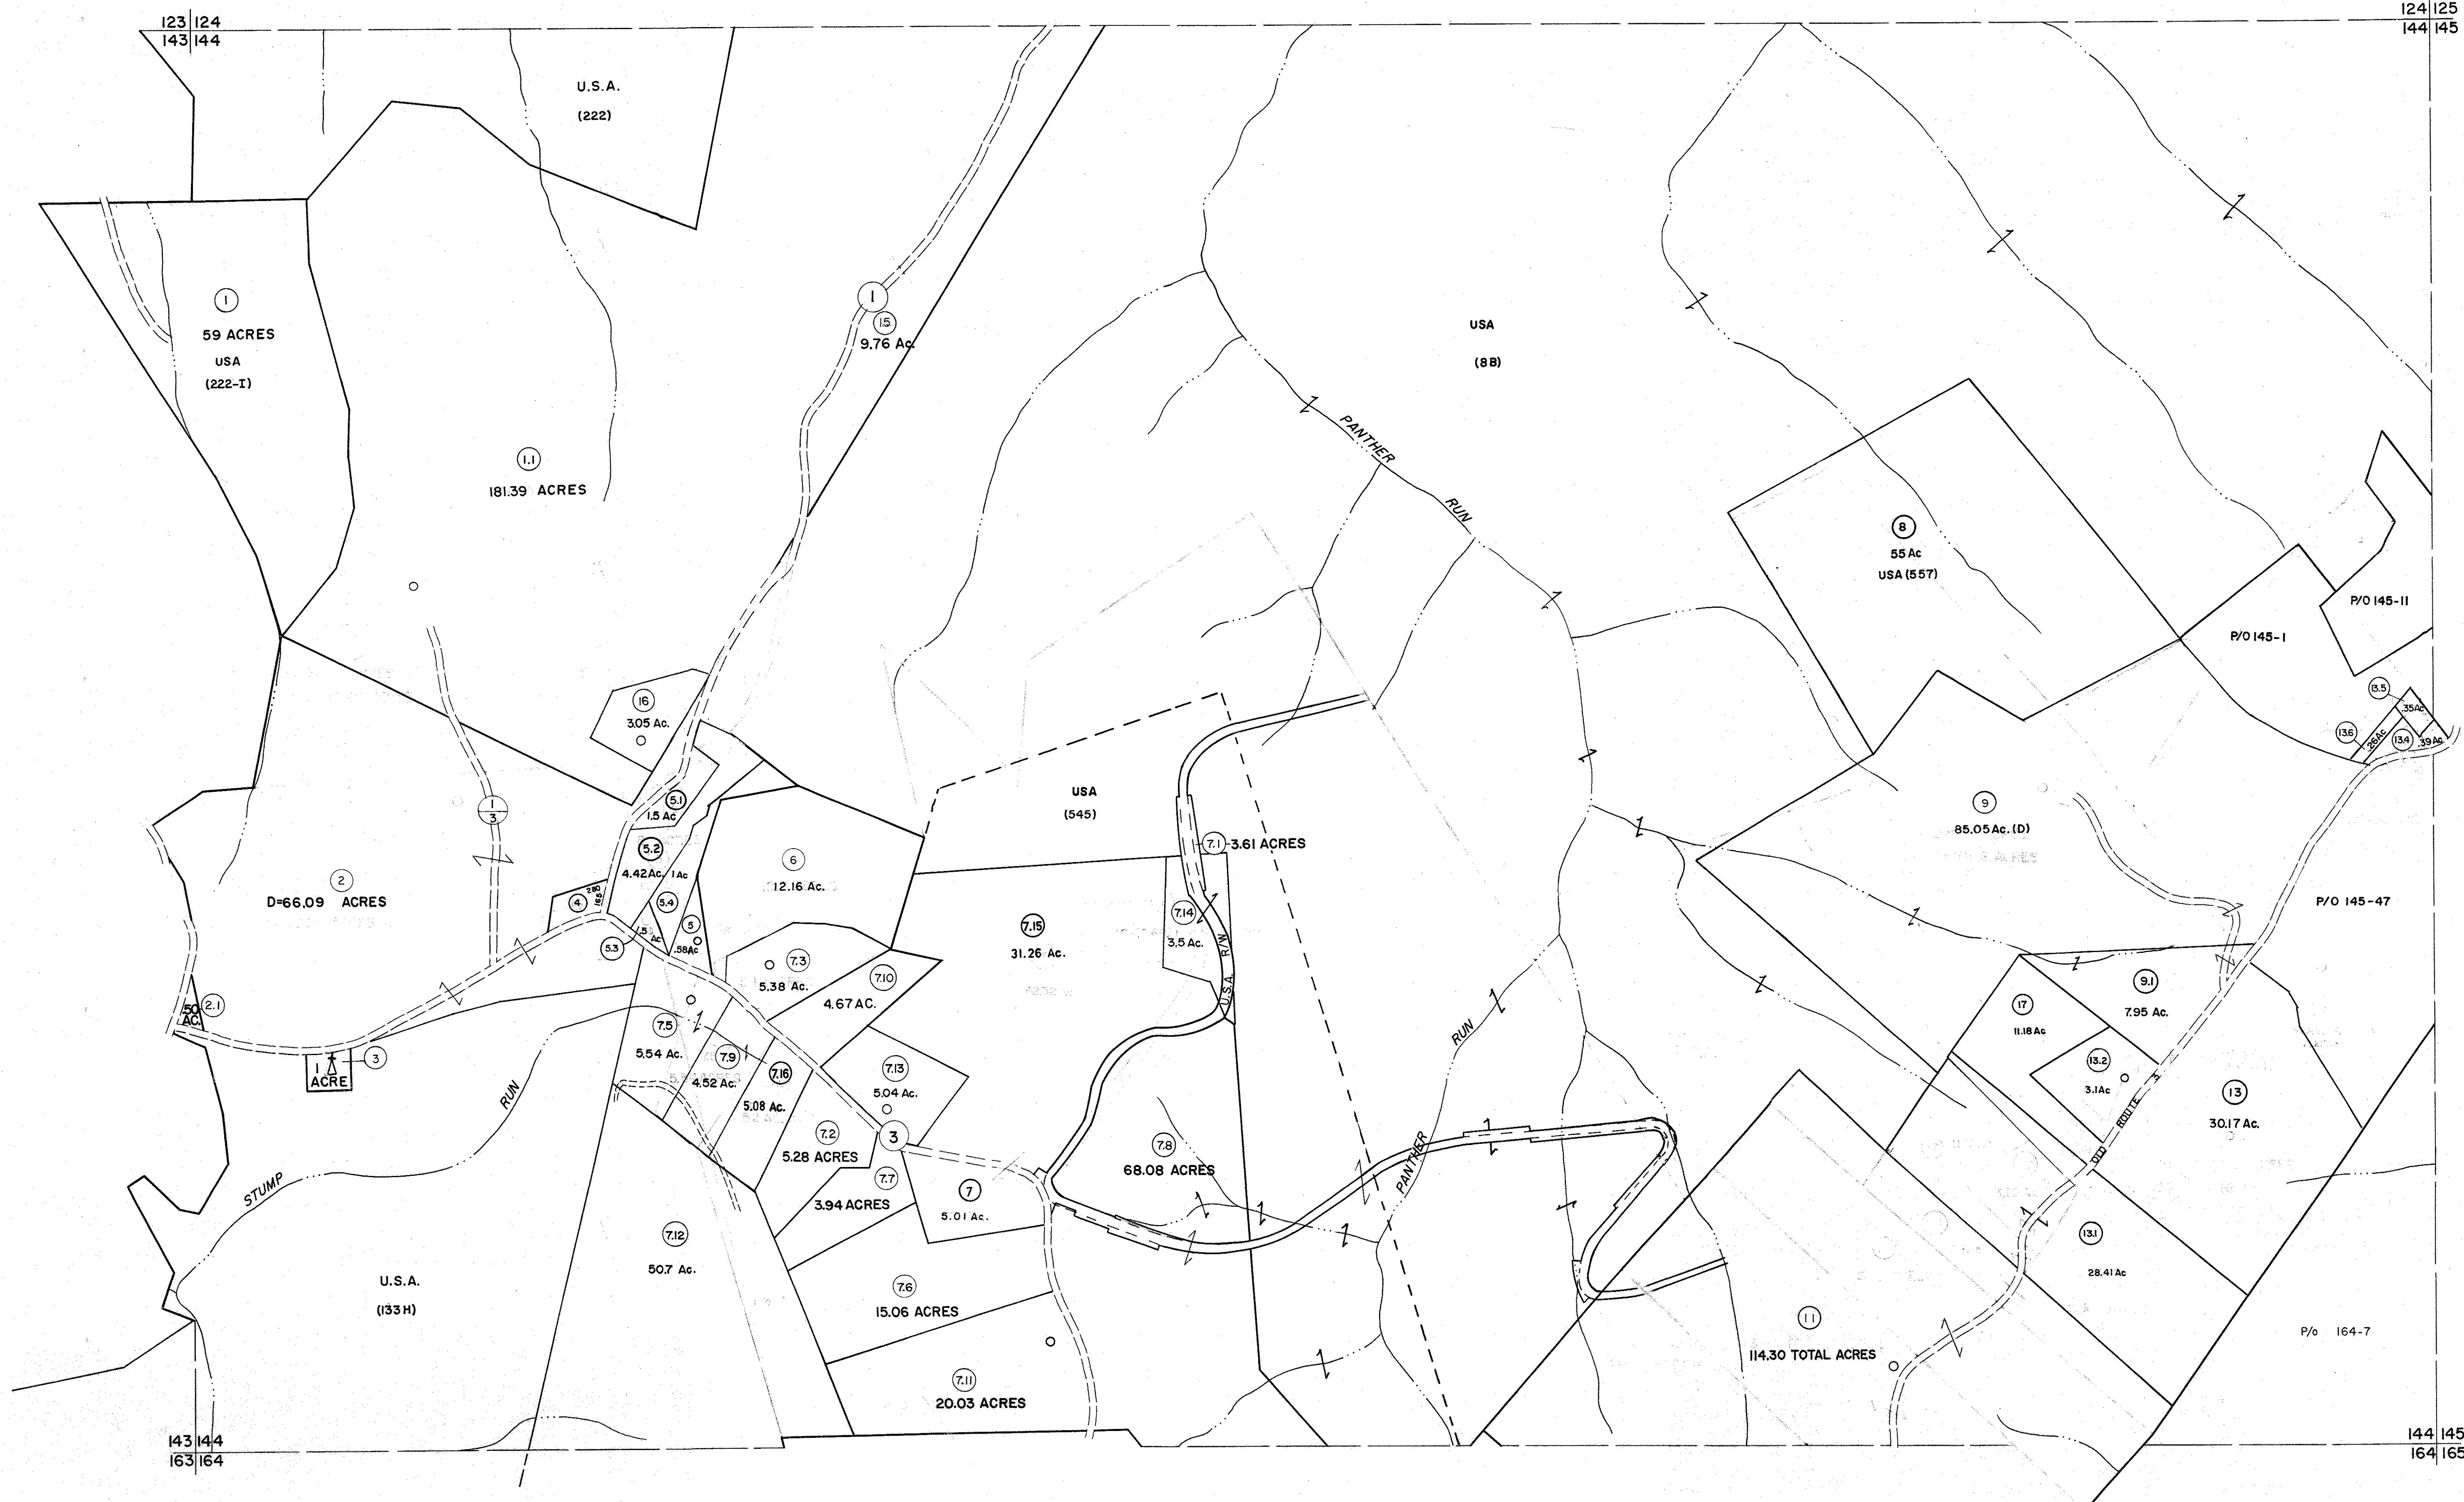 123 124
143 144
124 125
144 145
U.S.A.
(222)
1
59 ACRES
USA
(222-I)
1
15
9.76 Ac.
USA
(8B)
PANTHER
RUN
1.1
181.39 ACRES
8
55 Ac
USA (557)
P/O 145-11
P/O 145-1
16
3.05 Ac.
13.5
.35Ac
13.6
.26Ac
13.4
.39Ac
1
3
5.1
1.5 Ac
USA
(545)
7.1
3.61 ACRES
9
85.05 Ac. (D)
5.2
4.42Ac.
1 Ac
6
12.16 Ac.
2
D=66.09 ACRES
280
165
4
5.4
5
.58Ac
5.3
.5
Ac
7.15
31.26 Ac.
7.14
3.5 Ac.
U.S.A. R/W
P/O 145-47
7.3
5.38 Ac.
7.10
4.67 AC.
9.1
7.95 Ac.
17
11.18 Ac
2.1
.50
AC.
7.5
5.54 Ac.
7.9
4.52 Ac.
7.16
5.08 Ac.
3
1
ACRE
7.13
5.04 Ac.
RUN
13.2
3.1Ac
13
30.17 Ac.
OLD ROUTE
RUN
STUMP
7.2
5.28 ACRES
3
7.8
68.08 ACRES
PANTHER
7.7
3.94 ACRES
7
5.01 Ac.
7.12
50.7 Ac.
13.1
28.41 Ac
U.S.A.
(133 H)
7.6
15.06 ACRES
11
114.30 TOTAL ACRES
P/o 164-7
7.11
20.03 ACRES
143 144
163 164
144 145
164 165